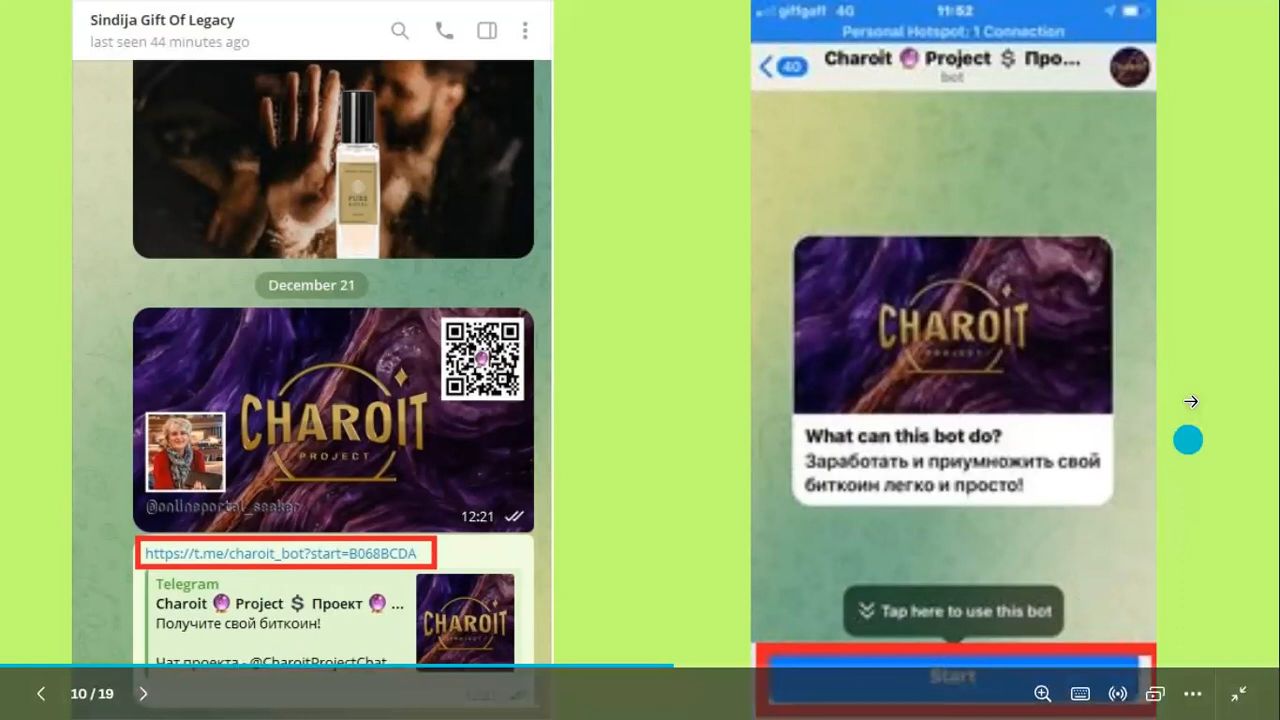 Sindija Gift Of Legacy
last seen 44 minutes ago
PURE
ROYAL
December 21
CHAROIT
PROJECT
@onlineportal_seeker
12:21
https://t.me/charoit_bot?start=B068BCDA
Telegram
Charoit 🔮 Project $ Проект 🔮 ...
Получите свой биткоин!
Чат проекта - @CharoitProjectChat
CHAROIT
10 / 19
giffgaff 4G
11:52
Personal Hotspot: 1 Connection
40
Charoit 🔮 Project $ Про...
bot
CHAROIT
PROJECT
What can this bot do?
Заработать и приумножить свой
биткоин легко и просто!
Tap here to use this bot
Start